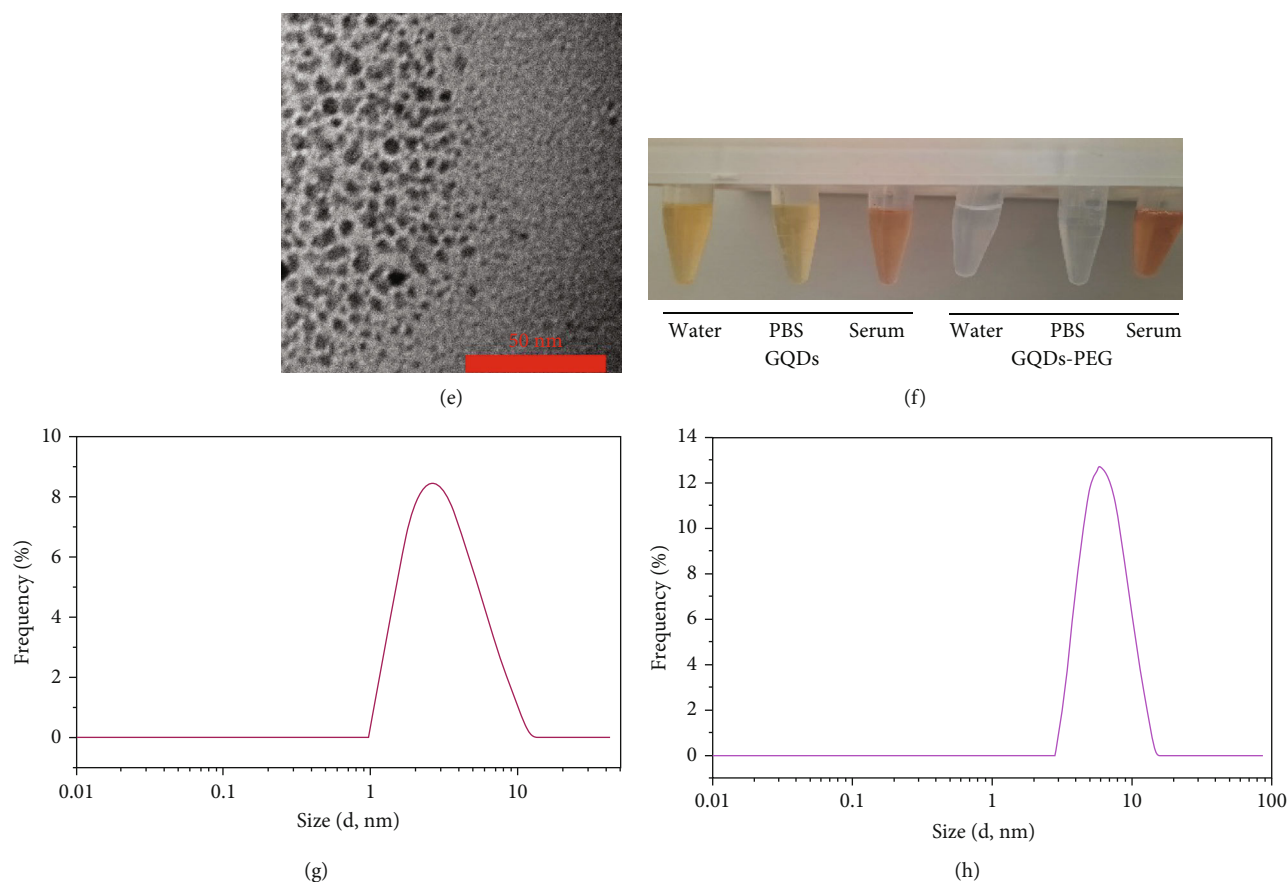 50 nm
(e)
Water PBS Serum Water PBS Serum
GQDs GQDs-PEG
(f)
10
8
6
4
2
0
Frequency (%)
0.01 0.1 1 10
Size (d, nm)
(g)
14
12
10
8
6
4
2
0
Frequency (%)
0.01 0.1 1 10 100
Size (d, nm)
(h)